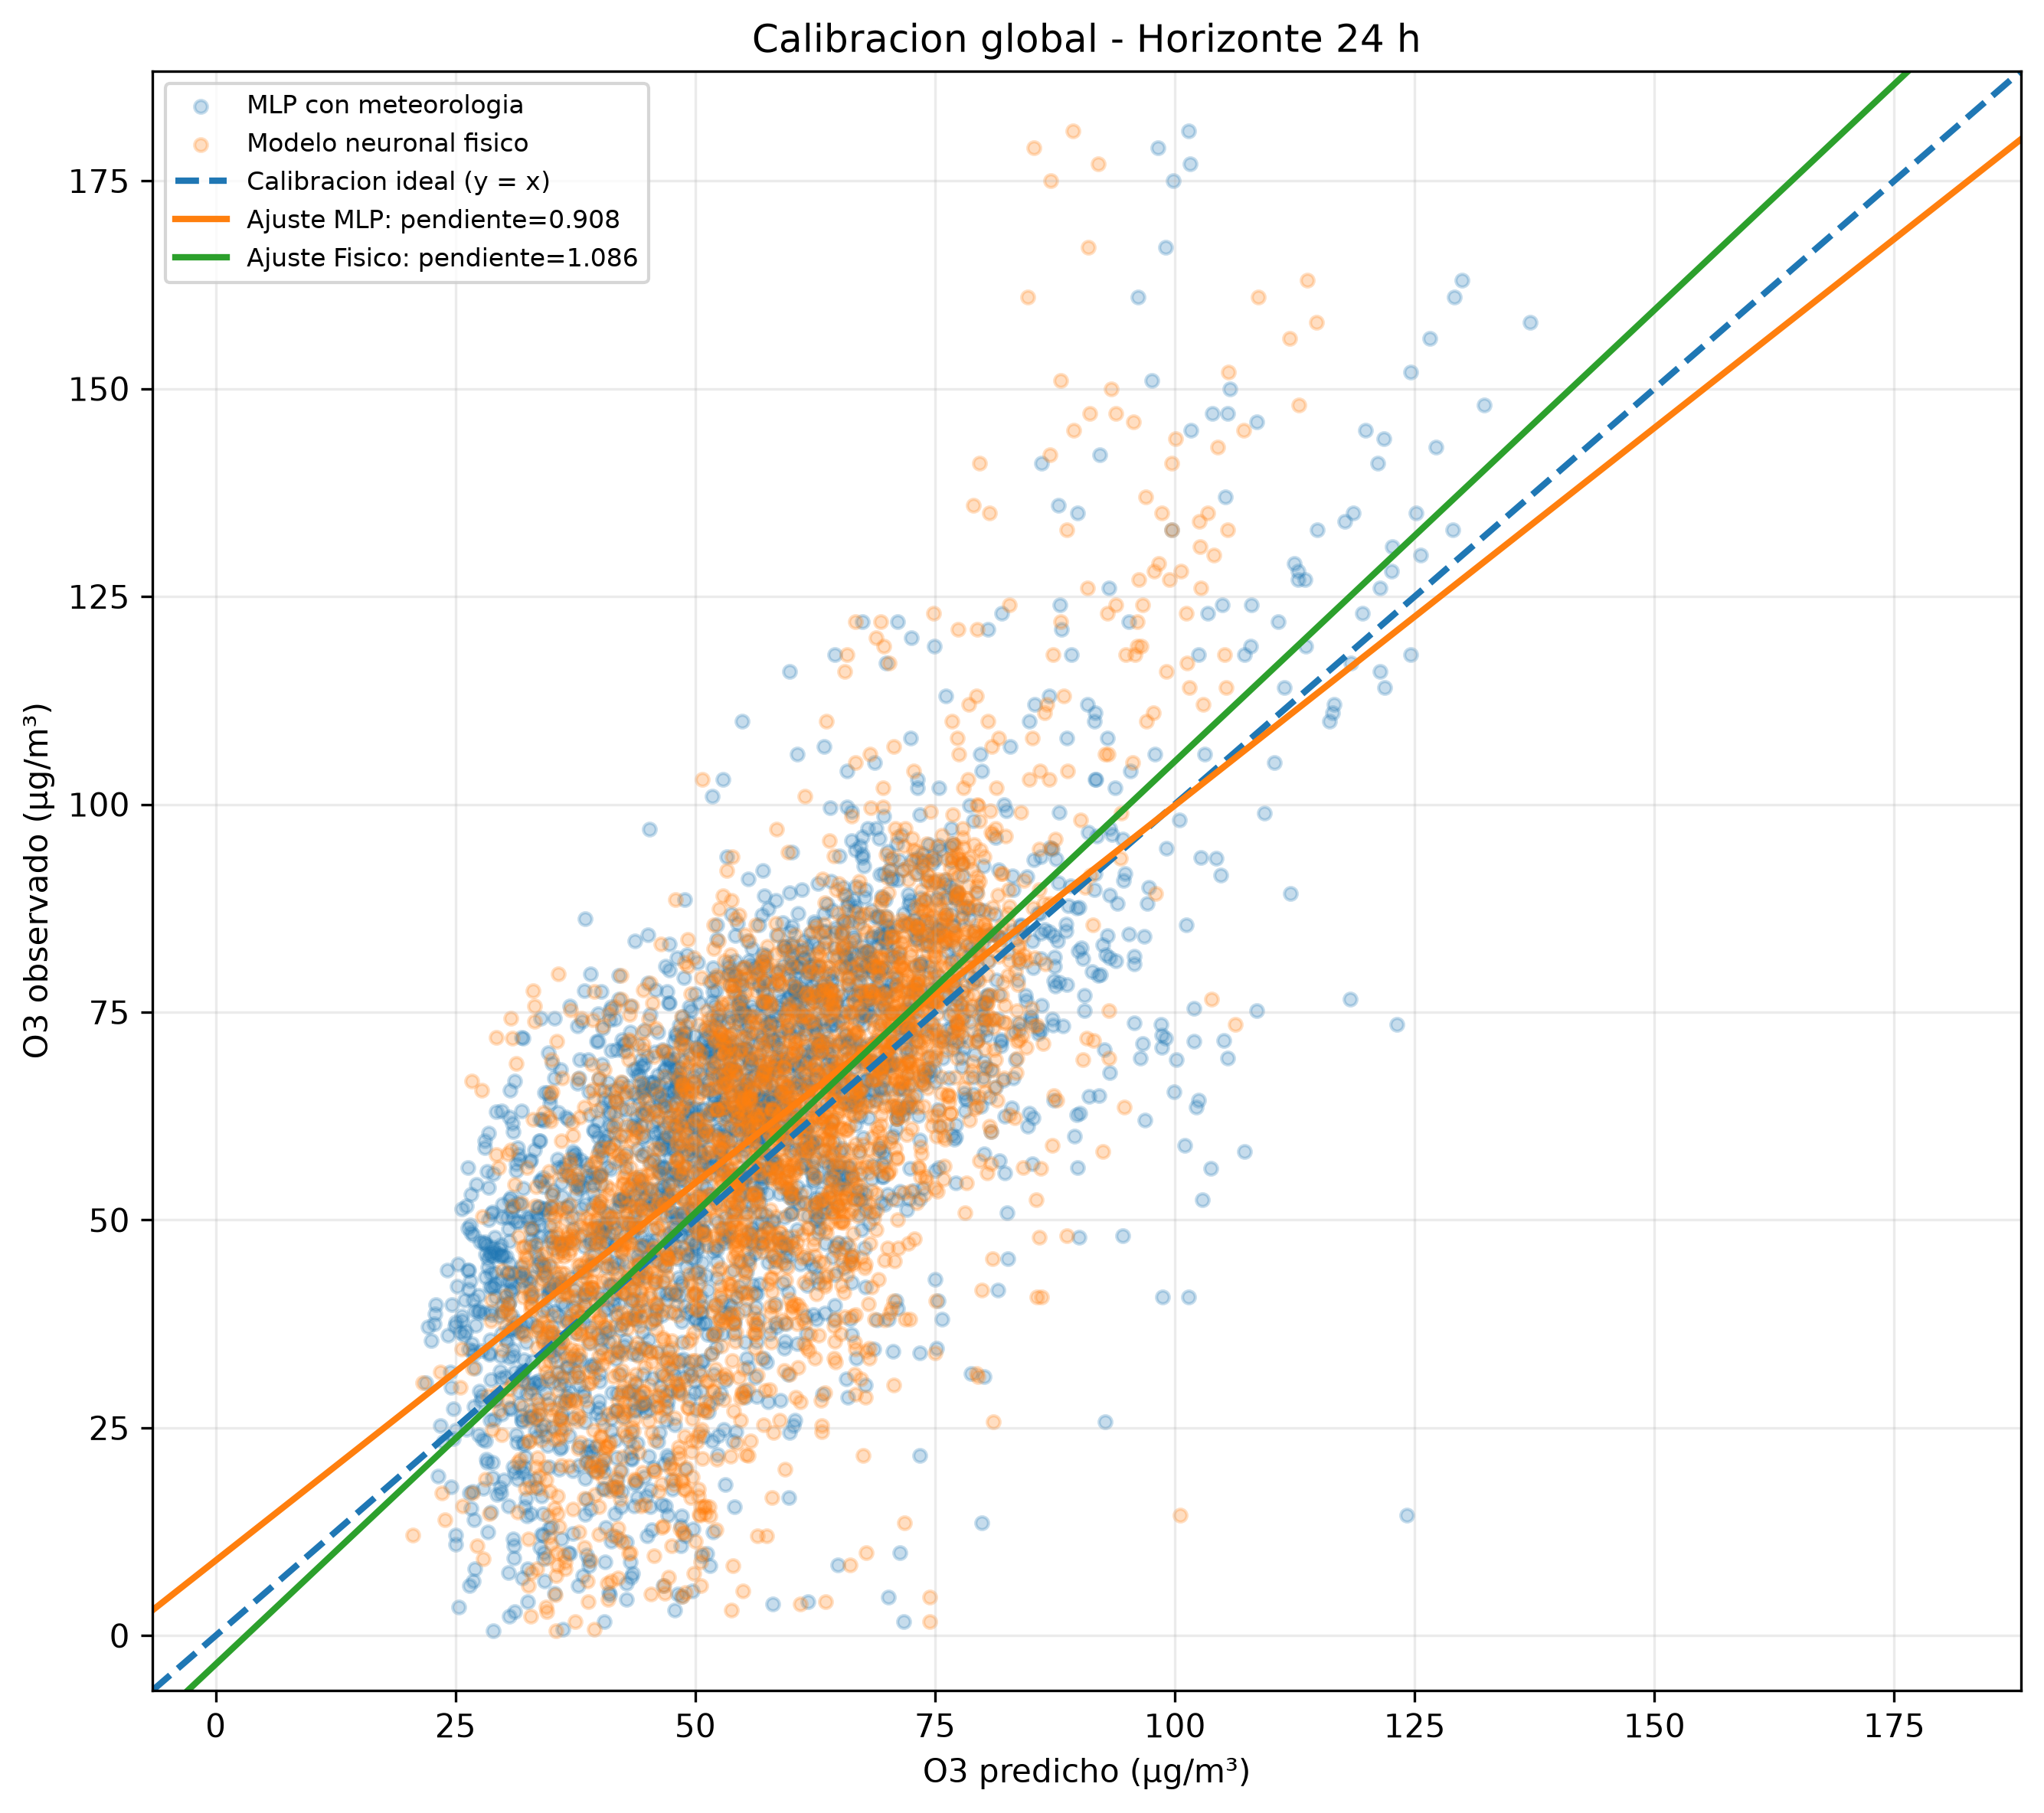 Calibracion global - Horizonte 24 h
MLP con meteorologia
Modelo neuronal fisico
Calibracion ideal (y = x)
Ajuste MLP: pendiente=0.908
Ajuste Fisico: pendiente=1.086
O3 observado (µg/m³)
175
150
125
100
75
50
25
0
0 25 50 75 100 125 150 175
O3 predicho (µg/m³)